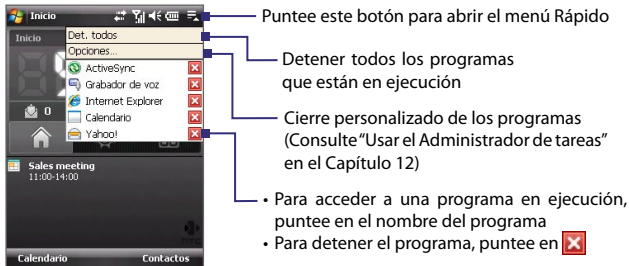 Inicio
Puntee este botón para abrir el menú Rápido
Inicio
Det. todos
Opciones...
ActiveSync
Grabador de voz
Internet Explorer
Calendario
Yahoo!
0
Detener todos los programas
que están en ejecución
Cierre personalizado de los programas
(Consulte “Usar el Administrador de tareas”
en el Capítulo 12)
Sales meeting
11:00-14:00
• Para acceder a una programa en ejecución,
puntee en el nombre del programa
• Para detener el programa, puntee en
Calendario
Contactos